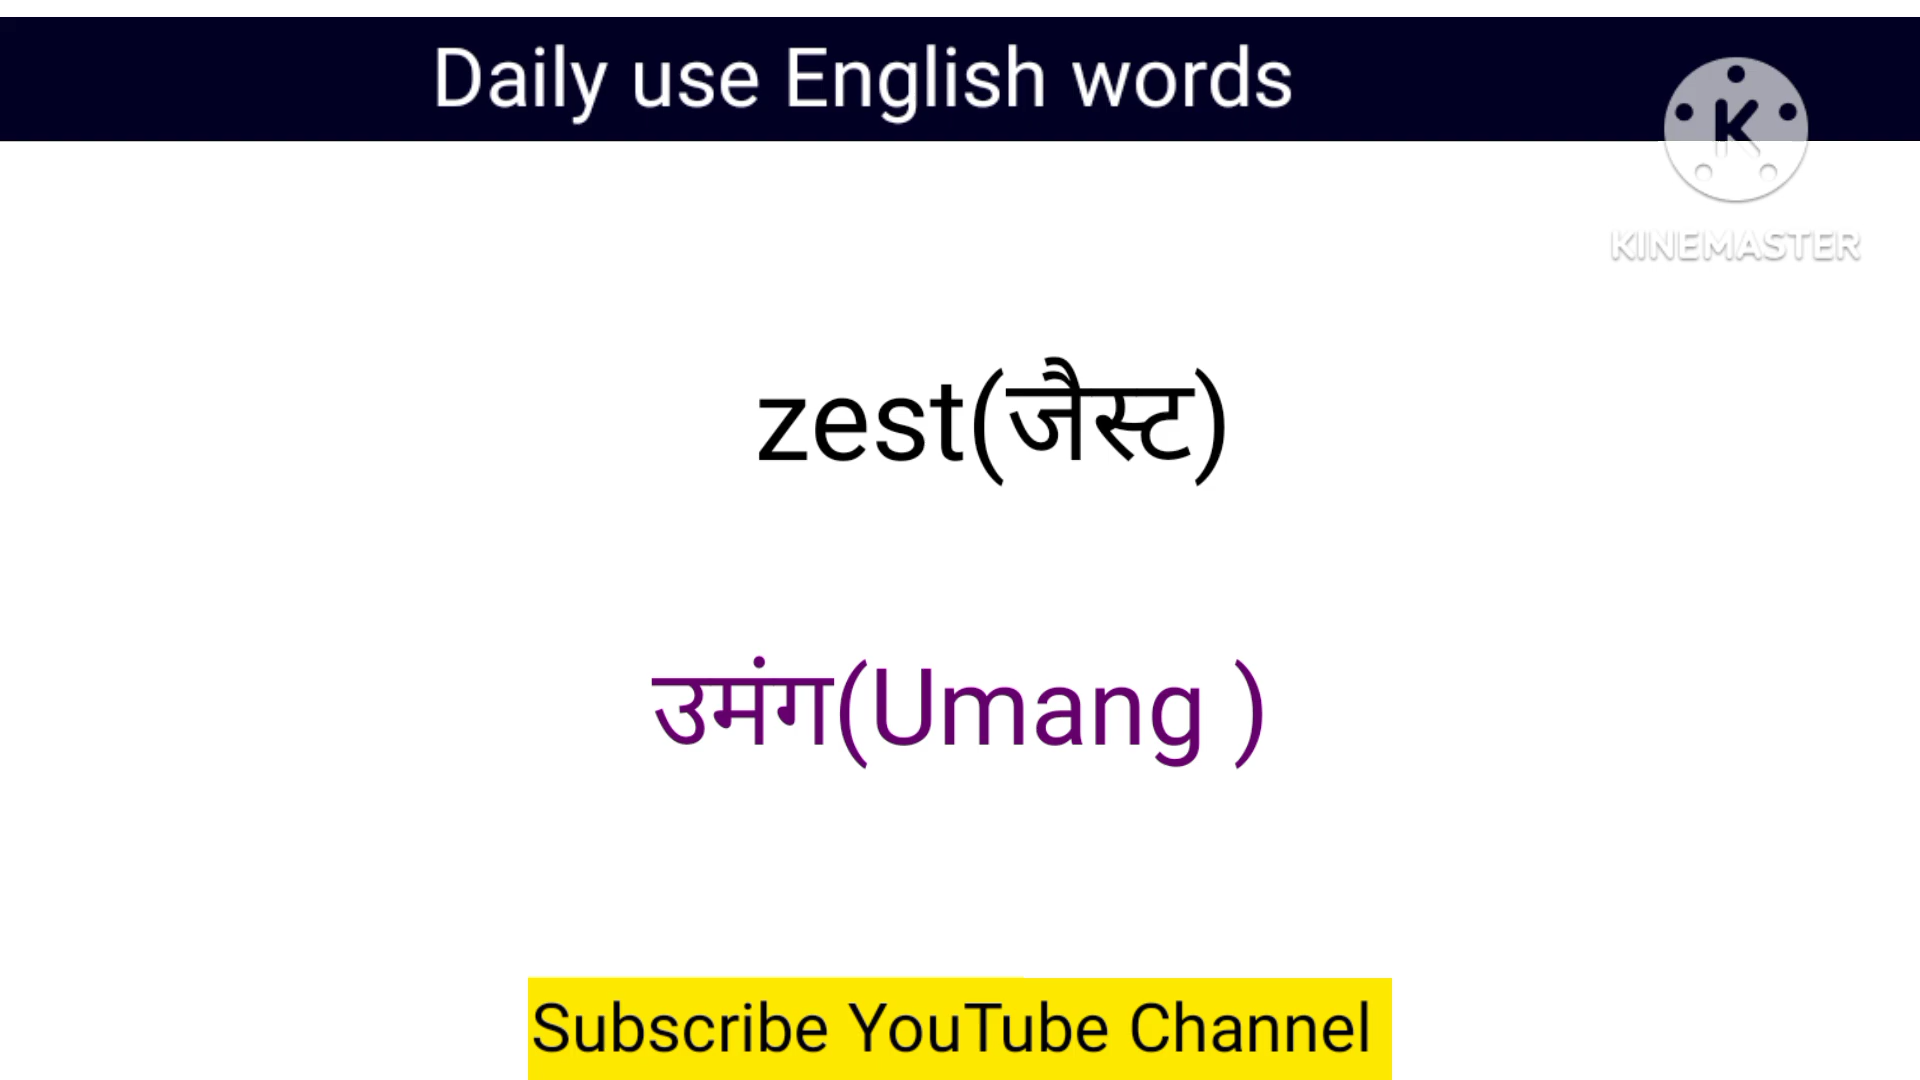 Daily use English words
K
KINEMASTER
zest(जैस्ट)
उमंग(Umang )
Subscribe YouTube Channel